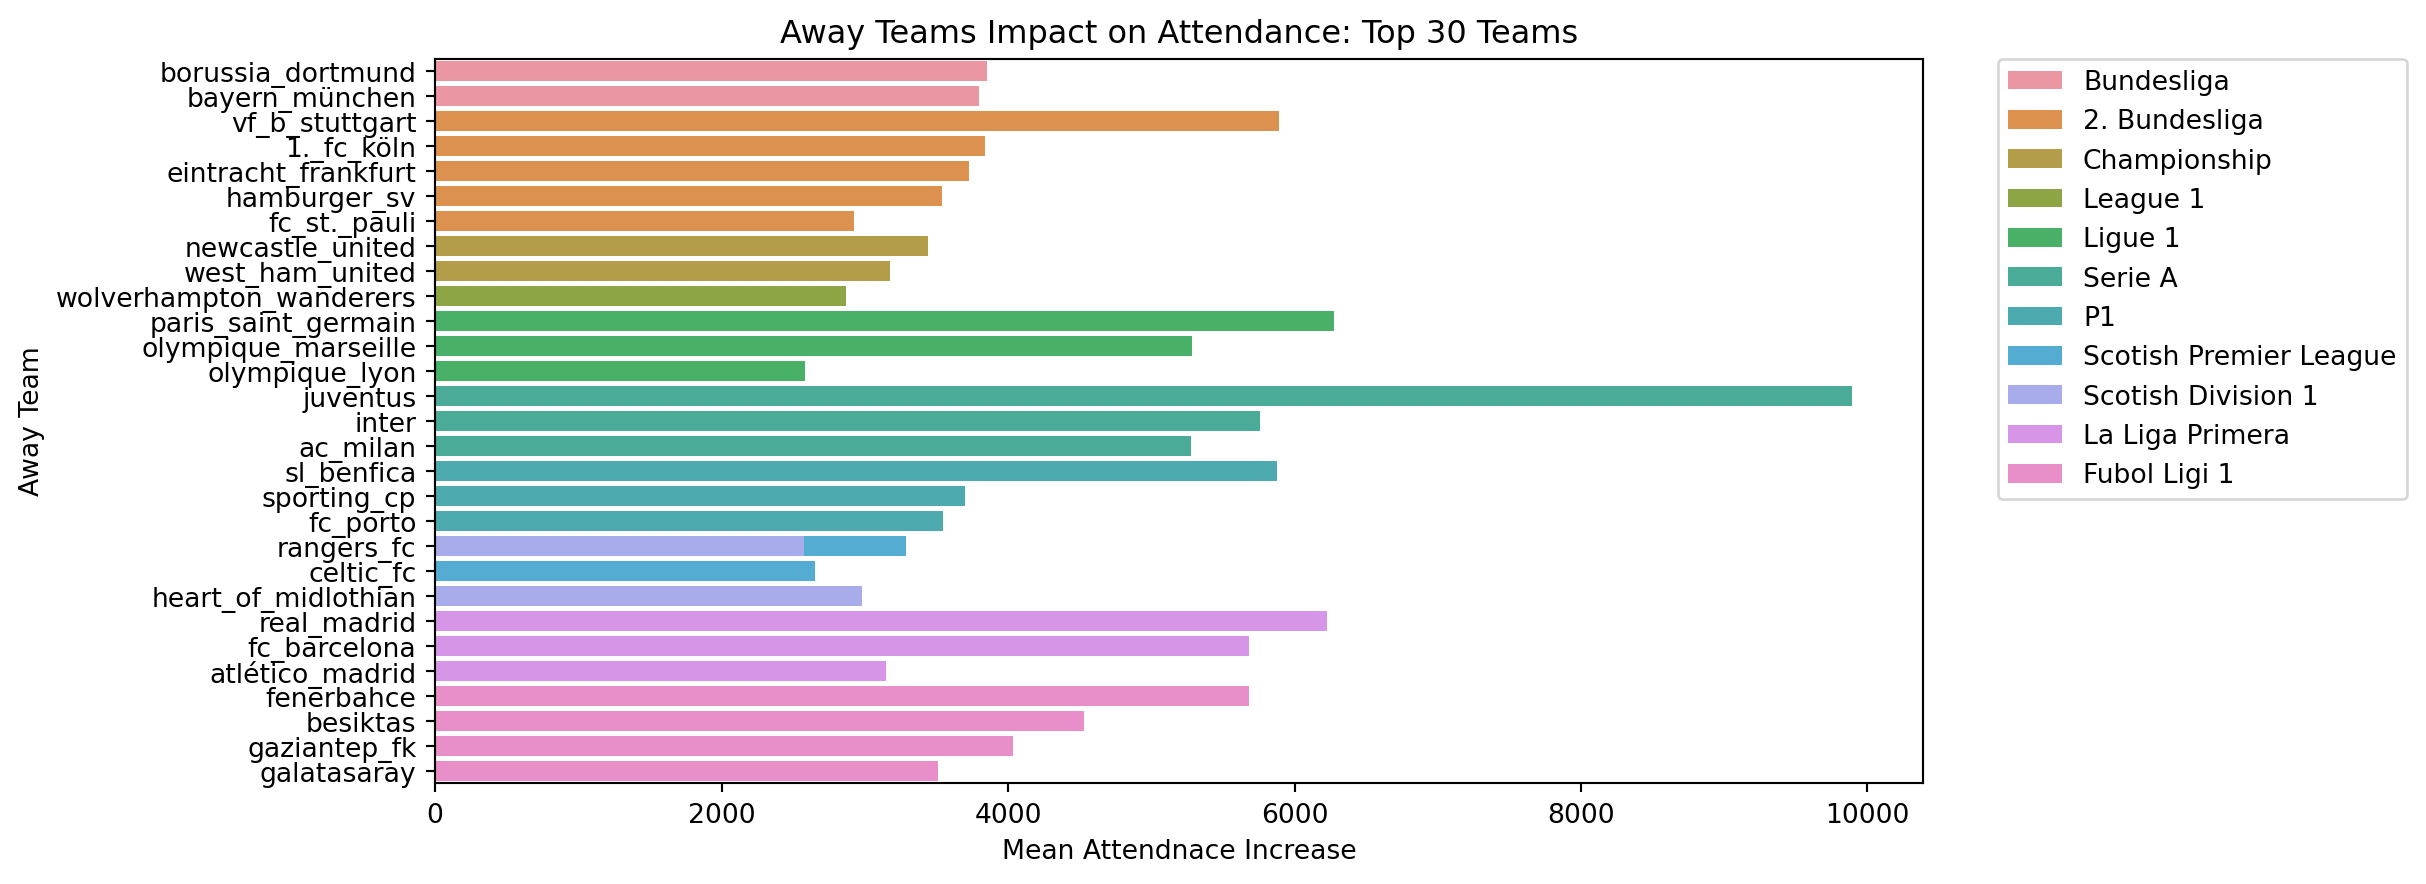 Away Teams Impact on Attendance: Top 30 Teams
Away Team
borussia_dortmund
bayern_münchen
vf_b_stuttgart
1._fc_köln
eintracht_frankfurt
hamburger_sv
fc_st._pauli
newcastle_united
west_ham_united
wolverhampton_wanderers
paris_saint_germain
olympique_marseille
olympique_lyon
juventus
inter
ac_milan
sl_benfica
sporting_cp
fc_porto
rangers_fc
celtic_fc
heart_of_midlothian
real_madrid
fc_barcelona
atlético_madrid
fenerbahce
besiktas
gaziantep_fk
galatasaray
0 2000 4000 6000 8000 10000
Mean Attendnace Increase
Bundesliga
2. Bundesliga
Championship
League 1
Ligue 1
Serie A
P1
Scotish Premier League
Scotish Division 1
La Liga Primera
Fubol Ligi 1